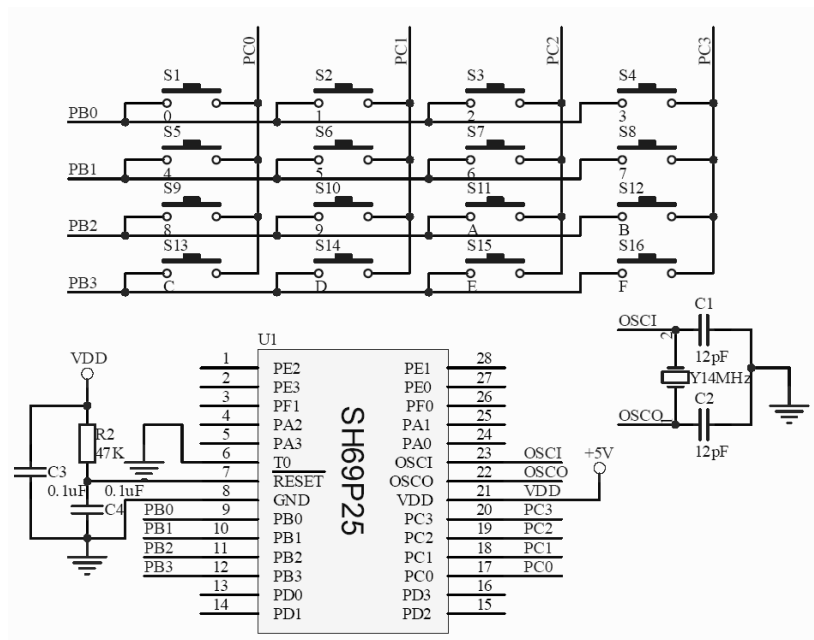 PC0 PC1 PC2 PC3
S1 S2 S3 S4
PB0 0 1 2 3
S5 S6 S7 S8
PB1 4 5 6 7
S9 S10 S11 S12
PB2 8 9 A B
S13 S14 S15 S16
PB3 C D E F
OSCI 2 C1
12pF
Y14MHz
OSCO 1 C2
12pF
VDD
R2
47K
C3
0.1uF
0.1uF
C4
+5V
U1
SH69P25
1 PE2 PE1 28
2 PE3 PE0 27
3 PF1 PF0 26
4 PA2 PA1 25
5 PA3 PA0 24
6 T0 OSCI 23 OSCI
7 RESET OSCO 22 OSCO
8 GND VDD 21 VDD
PB0 9 PB0 PC3 20 PC3
PB1 10 PB1 PC2 19 PC2
PB2 11 PB2 PC1 18 PC1
PB3 12 PB3 PC0 17 PC0
13 PD0 PD3 16
14 PD1 PD2 15